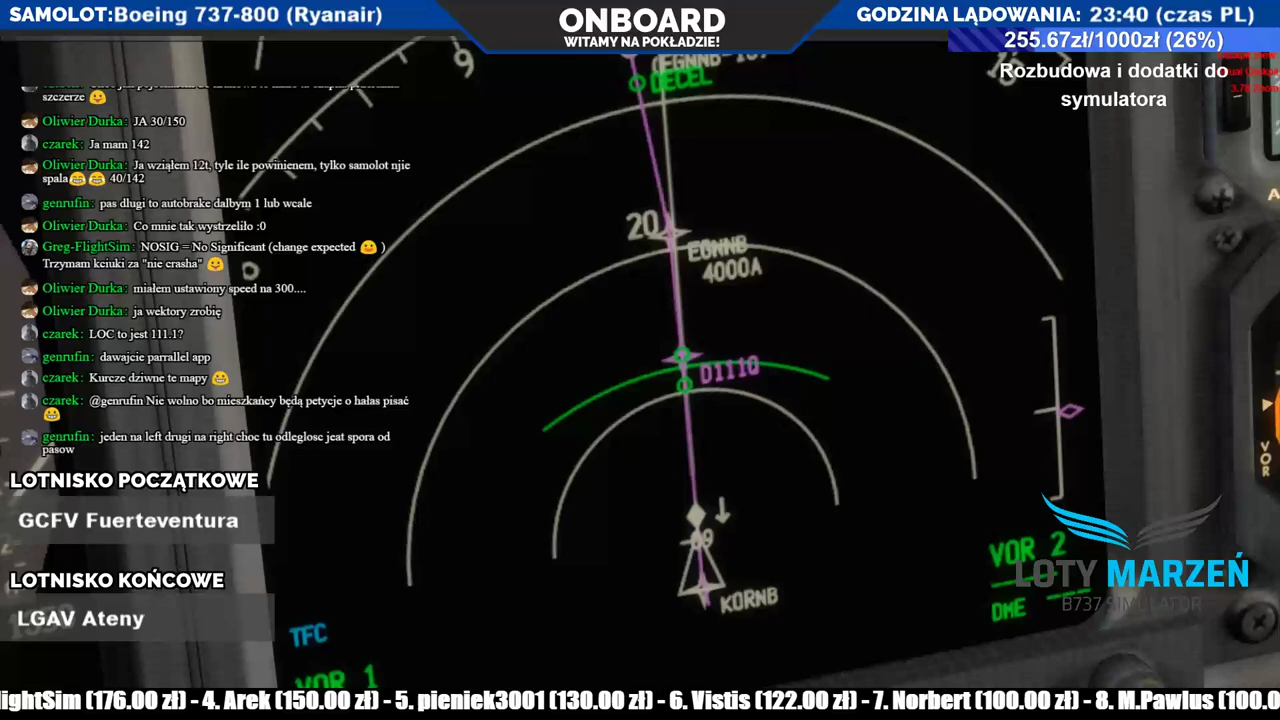 SAMOLOT:Boeing 737-800 (Ryanair)
ONBOARD
WITAMY NA POKŁADZIE!
GODZINA LĄDOWANIA: 23:40 (czas PL)
255.67zł/1000zł (26%)
Rozbudowa i dodatki do
symulatora
szczerze
Oliwier Durka: JA 30/150
czarek: Ja mam 142
Oliwier Durka: Ja wziąłem 12t, tyle ile powinienem, tylko samolot njie
spala 40/142
genrufin: pas dlugi to autobrake dalbym 1 lub wcale
Oliwier Durka: Co mnie tak wystrzeliło :0
Greg-FlightSim: NOSIG = No Significant (change expected )
Trzymam kciuki za "nie crasha"
Oliwier Durka: miałem ustawiony speed na 300....
Oliwier Durka: ja wektory zrobię
czarek: LOC to jest 111.1?
genrufin: dawajcie parrallel app
czarek: Kurcze dziwne te mapy
czarek: @genrufin Nie wolno bo mieszkańcy będą petycje o hałas pisać
genrufin: jeden na left drugi na right choc tu odleglosc jeat spora od
pasow
LOTNISKO POCZĄTKOWE
GCFV Fuerteventura
LOTNISKO KOŃCOWE
LGAV Ateny
9
DECEL
20
EGNNB
4000A
D111Q
KORNB
TFC
VOR 1
VOR 2
DME
VOR
LOTY MARZEŃ
B737 SIMULATOR
lightSim (176.00 zł) - 4. Arek (150.00 zł) - 5. pieniek3001 (130.00 zł) - 6. Vistis (122.00 zł) - 7. Norbert (100.00 zł) - 8. M.Pawlus (100.0